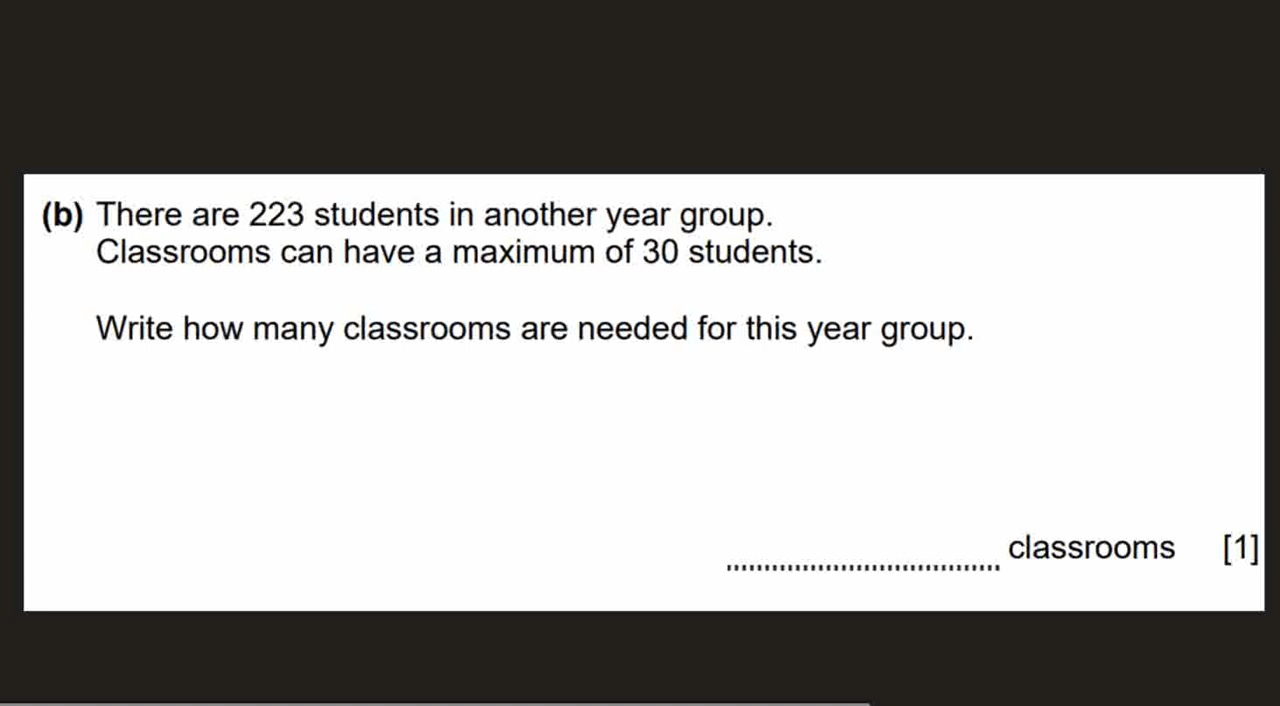 (b) There are 223 students in another year group.
Classrooms can have a maximum of 30 students.
Write how many classrooms are needed for this year group.
.................................... classrooms [1]